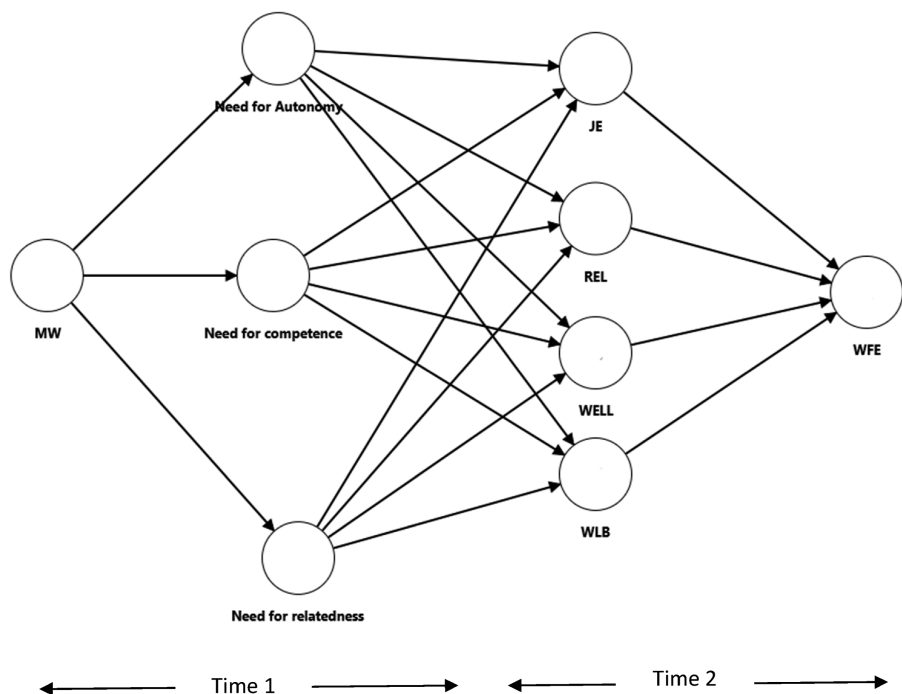 Need for Autonomy
JE
REL
MW
Need for competence
WFE
WELL
WLB
Need for relatedness
Time 1
Time 2